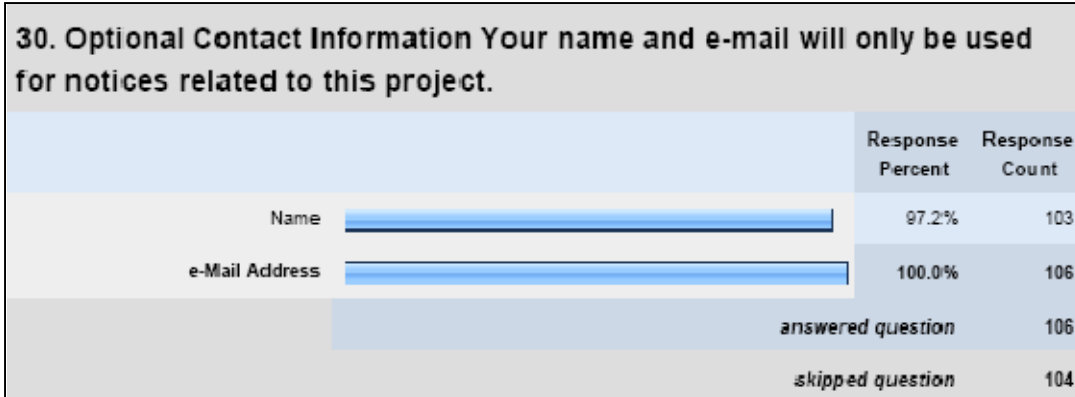 30. Optional Contact Information Your name and e-mail will only be used
for notices related to this project.
Response Percent Response Count
Name 97.2% 103
e-Mail Address 100.0% 106
answered question 106
skipped question 104